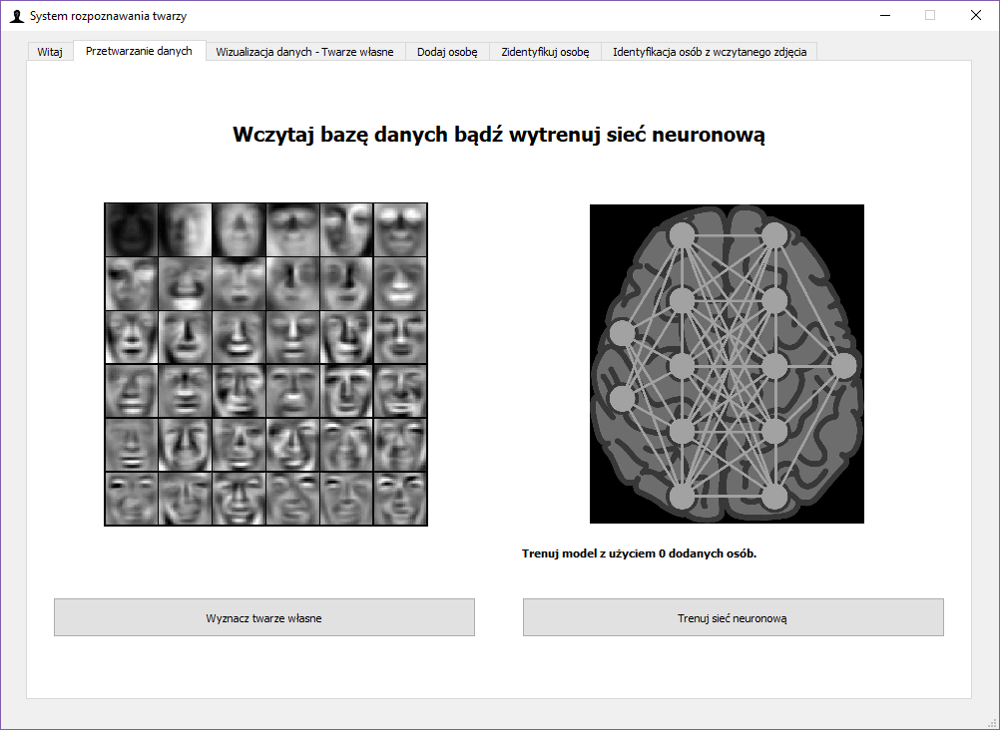 System rozpoznawania twarzy
Witaj
Przetwarzanie danych
Wizualizacja danych - Twarze własne
Dodaj osobę
Zidentyfikuj osobę
Identyfikacja osób z wczytanego zdjęcia
Wczytaj bazę danych bądź wytrenuj sieć neuronową
Trenuj model z użyciem 0 dodanych osób.
Wyznacz twarze własne
Trenuj sieć neuronową